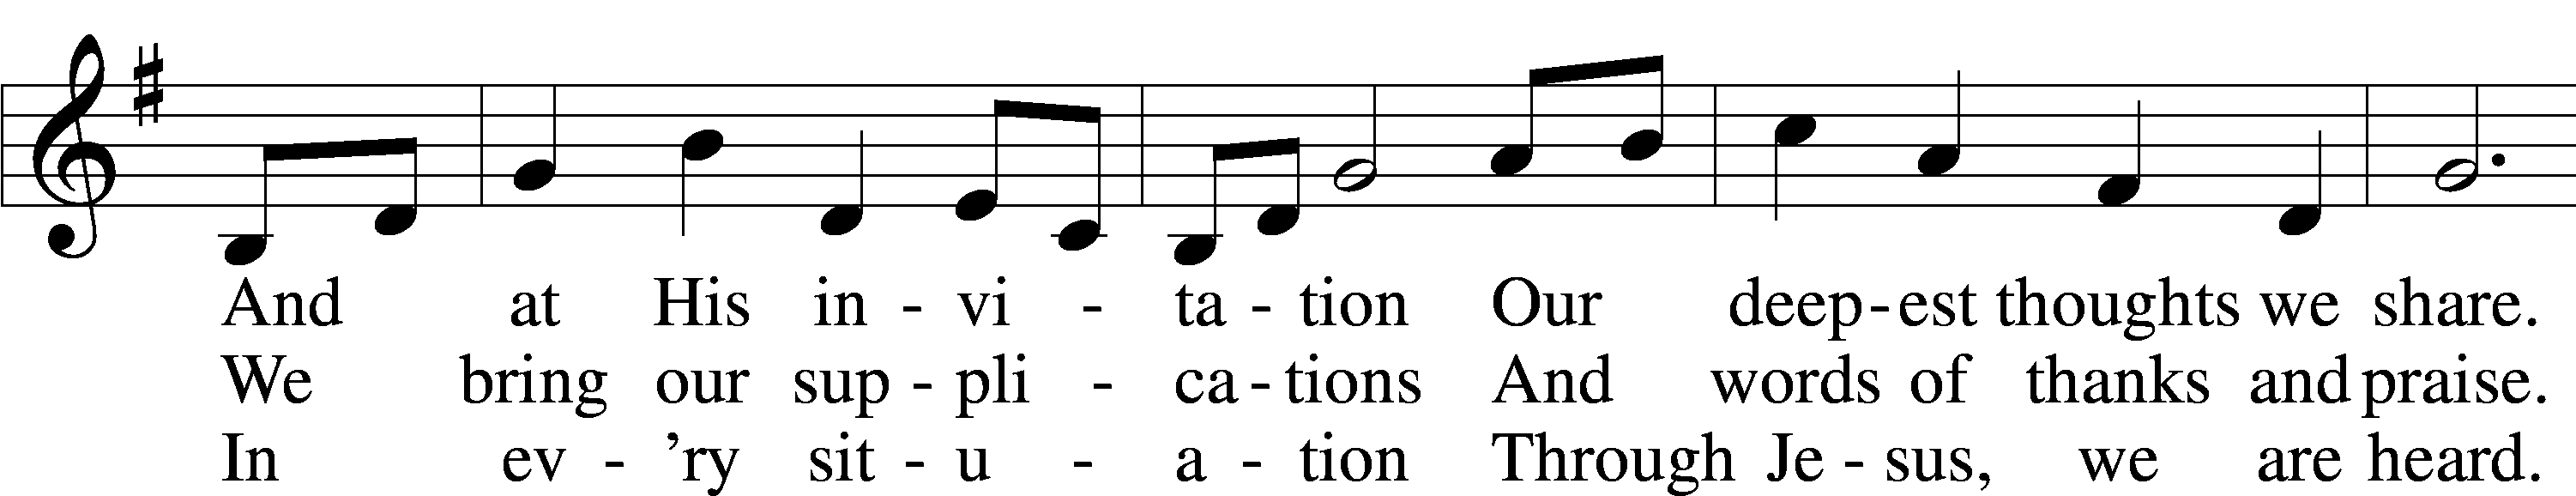 And at His in - vi - ta - tion Our deep - est thoughts we share.
We bring our sup - pli - ca - tions And words of thanks and praise.
In ev - 'ry sit - u - a - tion Through Je - sus, we are heard.